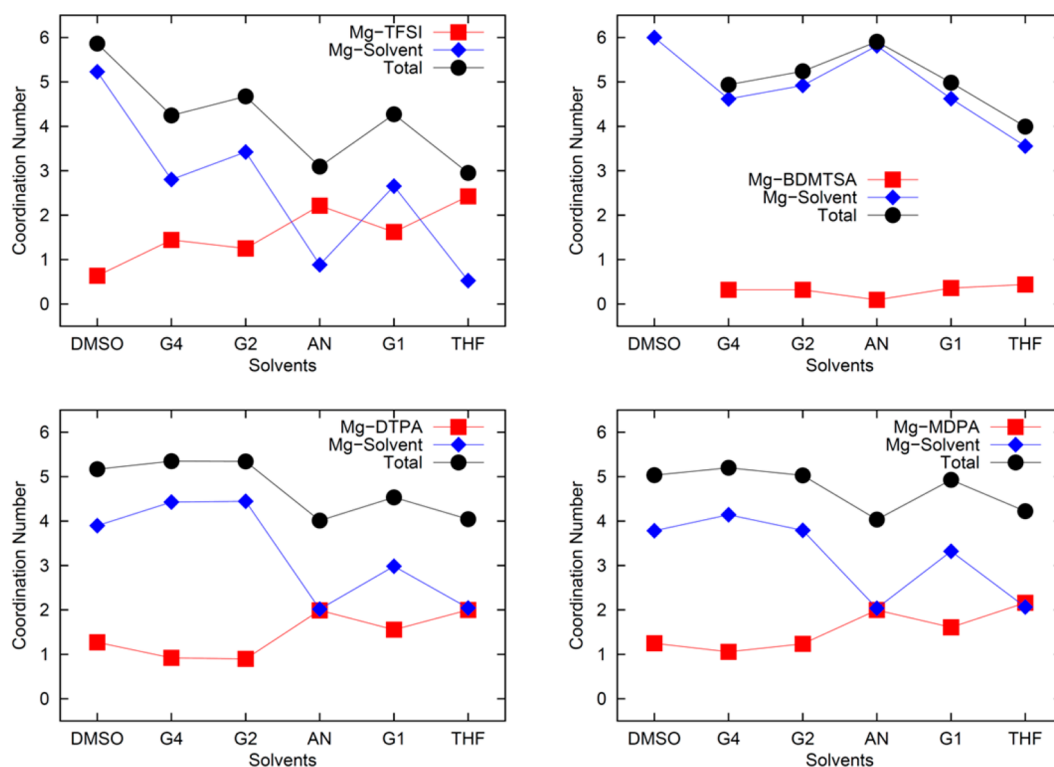 Mg−TFSI
Mg−Solvent
Total
Coordination Number
6
5
4
3
2
1
0
DMSO G4 G2 AN G1 THF
Solvents
Mg−BDMTSA
Mg−Solvent
Total
Coordination Number
6
5
4
3
2
1
0
DMSO G4 G2 AN G1 THF
Solvents
Mg−DTPA
Mg−Solvent
Total
Coordination Number
6
5
4
3
2
1
0
DMSO G4 G2 AN G1 THF
Solvents
Mg−MDPA
Mg−Solvent
Total
Coordination Number
6
5
4
3
2
1
0
DMSO G4 G2 AN G1 THF
Solvents